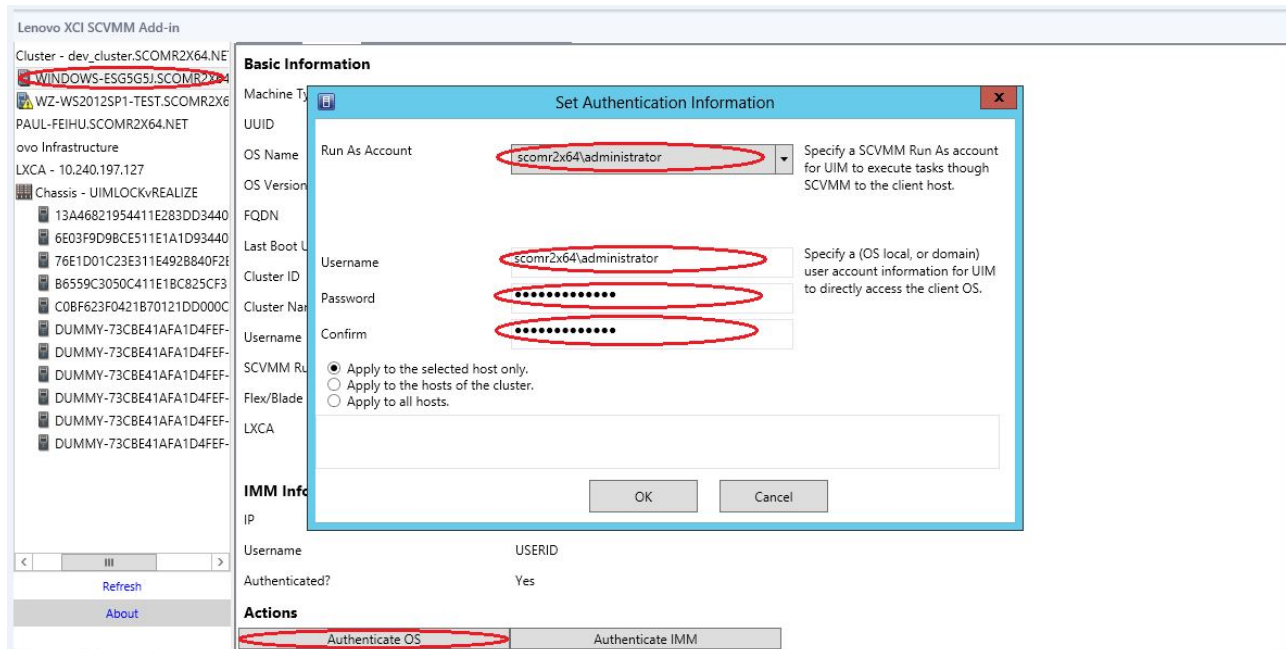 Lenovo XCI SCVMM Add-in
Cluster - dev_cluster.SCOMR2X64.NE
WINDOWS-ESG5G5J.SCOMR2X64
WZ-WS2012SP1-TEST.SCOMR2X6
PAUL-FEIHU.SCOMR2X64.NET
ovo Infrastructure
LXCA - 10.240.197.127
Chassis - UIMLOCKvREALIZE
13A46821954411E283DD3440
6E03F9D9BCE511E1A1D93440
76E1D01C23E311E492B840F2E
B6559C3050C411E1BC825CF3
C0BF623F0421B70121DD000C
DUMMY-73CBE41AFA1D4FEF-
DUMMY-73CBE41AFA1D4FEF-
DUMMY-73CBE41AFA1D4FEF-
DUMMY-73CBE41AFA1D4FEF-
DUMMY-73CBE41AFA1D4FEF-
DUMMY-73CBE41AFA1D4FEF-
Refresh
About
Basic Information
Machine Ty
UUID
OS Name
OS Version
FQDN
Last Boot U
Cluster ID
Cluster Nar
Username
SCVMM Ru
Flex/Blade
LXCA
IMM Info
IP
Username USERID
Authenticated? Yes
Actions
Authenticate OS Authenticate IMM
Set Authentication Information
x
Run As Account scomr2x64\administrator
Specify a SCVMM Run As account
for UIM to execute tasks though
SCVMM to the client host.
Username scomr2x64\administrator
Password •••••••••••••
Confirm •••••••••••••
Specify a (OS local, or domain)
user account information for UIM
to directly access the client OS.
Apply to the selected host only.
Apply to the hosts of the cluster.
Apply to all hosts.
OK Cancel